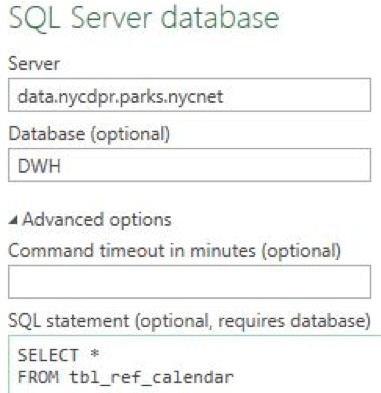 SQL Server database
Server
data.nycdpr.parks.nycnet
Database (optional)
DWH
Advanced options
Command timeout in minutes (optional)
SQL statement (optional, requires database)
SELECT *
FROM tbl_ref_calendar